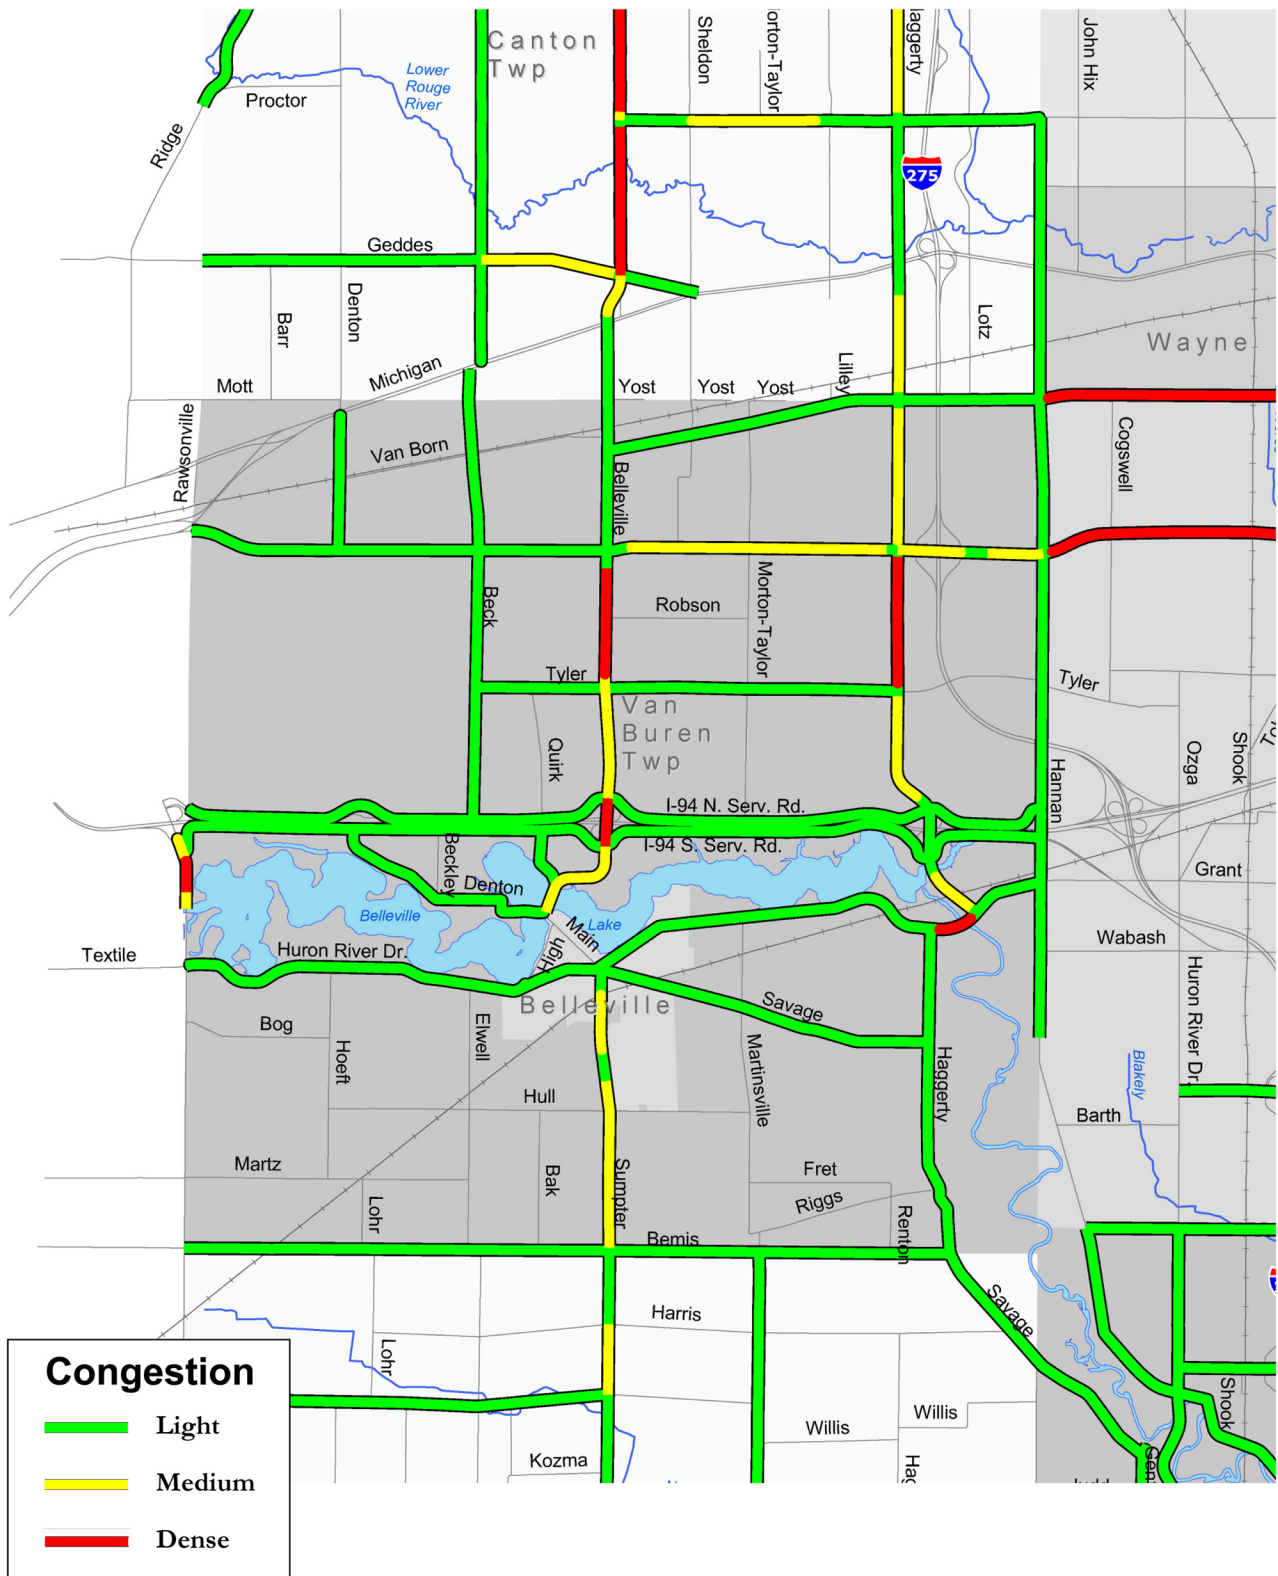 Canton
Twp
Sheldon
orton-Taylor
Haggerty
John Hix
Lower
Rouge
River
Proctor
Ridge
275
Geddes
Denton
Barr
Lotz
Wayne
Michigan
Mott
Lilley
Yost
Yost
Yost
Rawsonville
Van Born
Belleville
Cogswell
Beck
Robson
Morton-Taylor
Tyler
Tyler
Van
Buren
Twp
Quirk
Ozga
Shook
Hannan
I-94 N. Serv. Rd.
I-94 S. Serv. Rd.
Beckley
Denton
Grant
Belleville
Lake
Main
High
Huron River Dr.
Textile
Wabash
Belleville
Savage
Huron River Dr.
Bog
Elwell
Hoeft
Martinsville
Haggerty
Blakely
Hull
Barth
Martz
Bak
Sumpter
Fret
Riggs
Lohr
Renton
Bemis
Savage
Harris
Lohr
Shook
Willis
Willis
Kozma
Congestion
Light
Medium
Dense